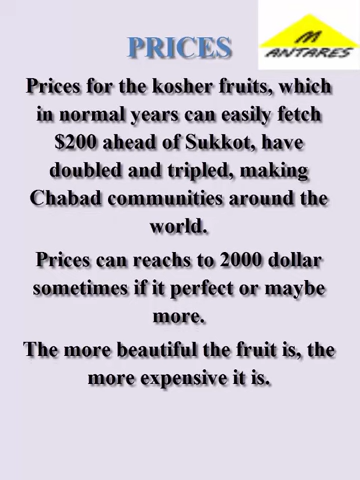 PRICES
M
ANTARES
Prices for the kosher fruits, which
in normal years can easily fetch
$200 ahead of Sukkot, have
doubled and tripled, making
Chabad communities around the
world.
Prices can reachs to 2000 dollar
sometimes if it perfect or maybe
more.
The more beautiful the fruit is, the
more expensive it is.